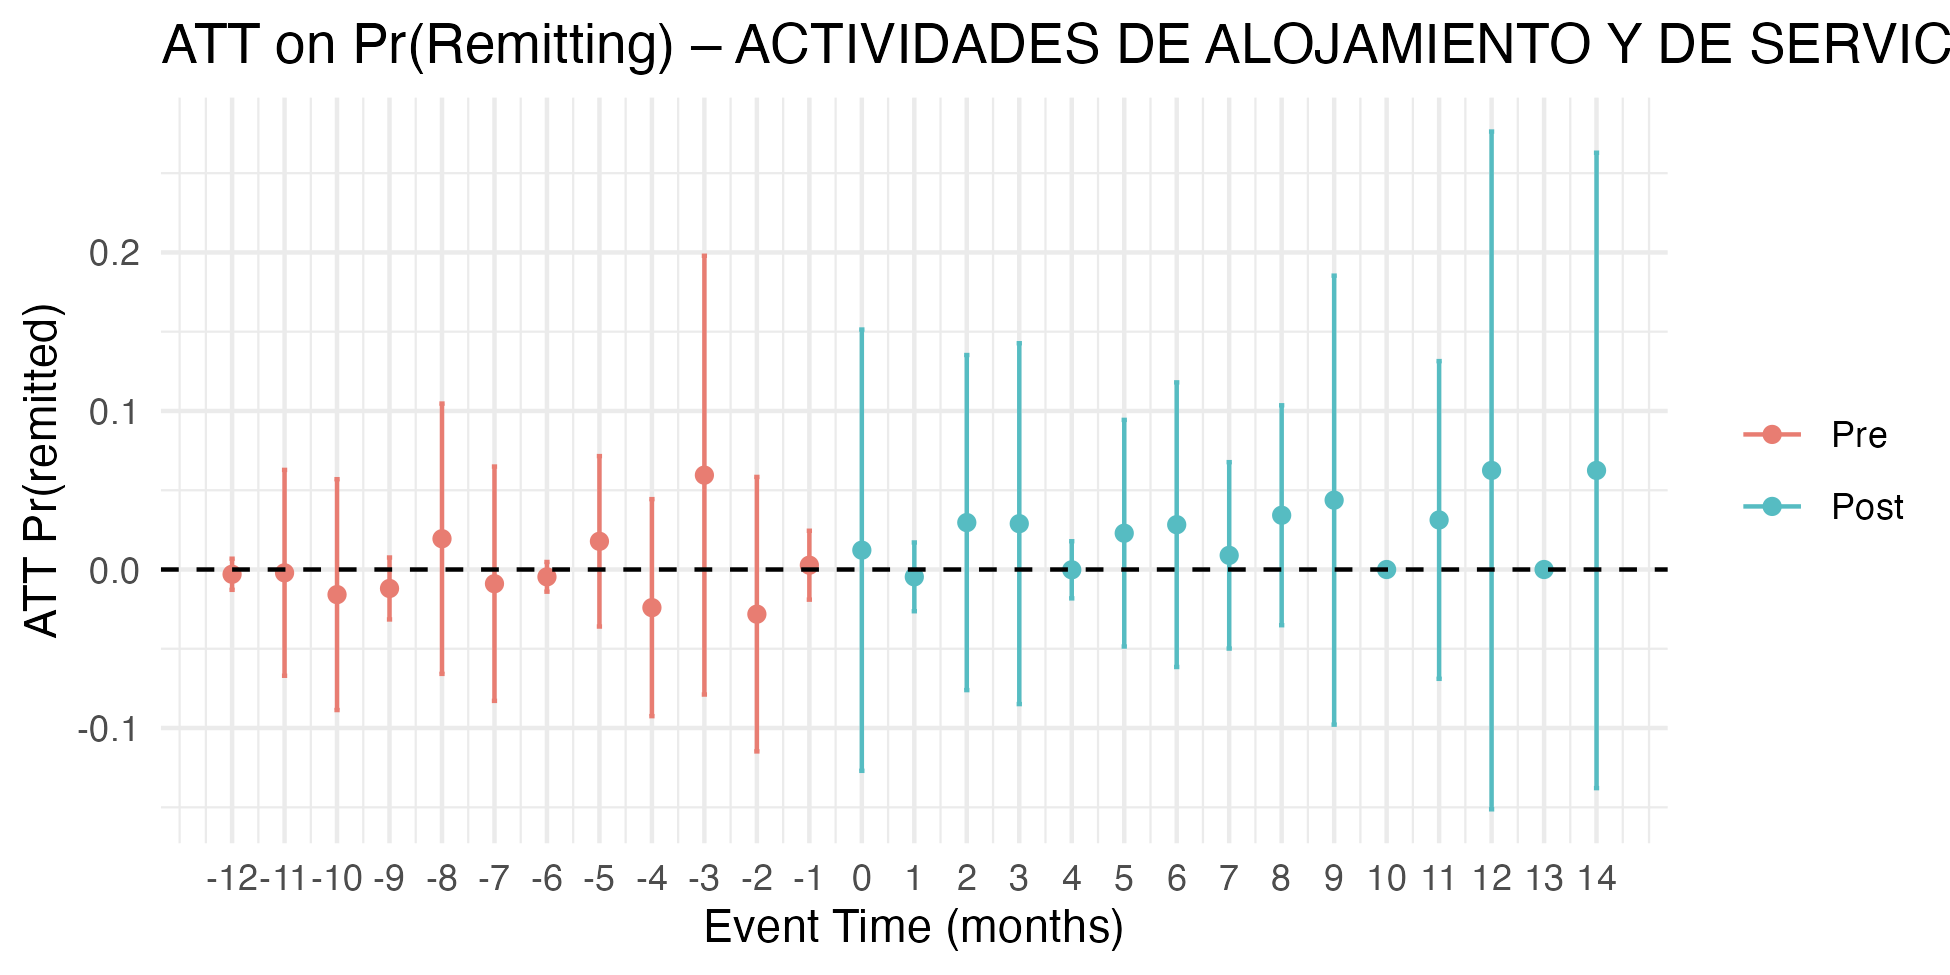 ATT on Pr(Remitting) – ACTIVIDADES DE ALOJAMIENTO Y DE SERVIC
ATT Pr(remitted)
0.2
0.1
0.0
-0.1
-12 -11 -10 -9 -8 -7 -6 -5 -4 -3 -2 -1 0 1 2 3 4 5 6 7 8 9 10 11 12 13 14
Event Time (months)
Pre
Post